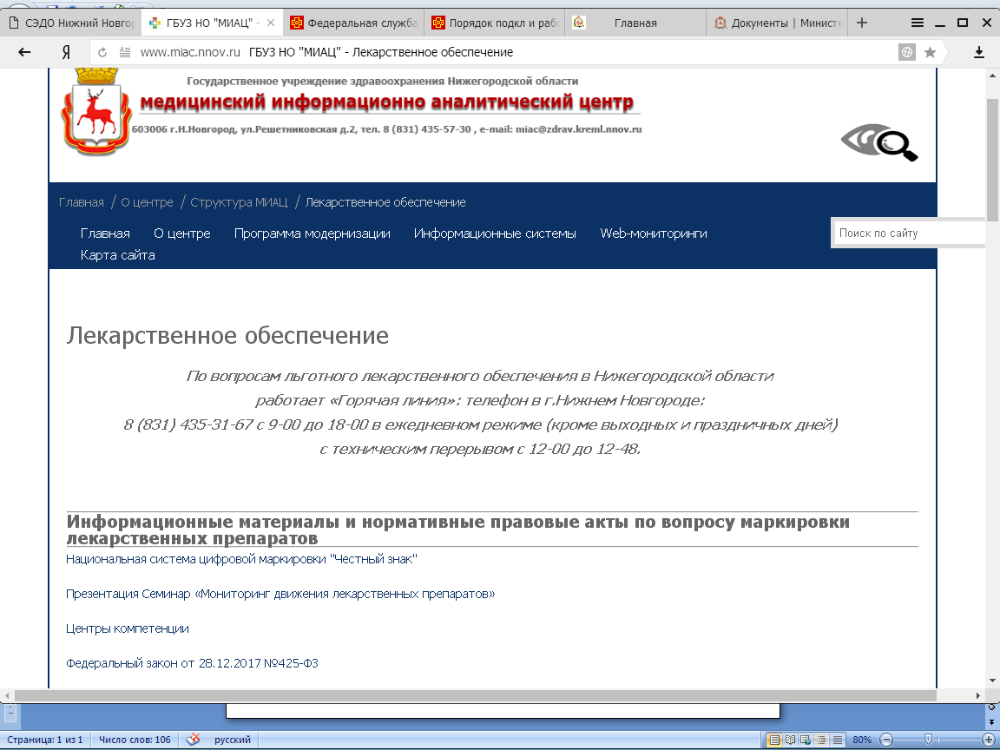 СЭДО Нижний Новгор
ГБУЗ НО "МИАЦ" -
Федеральная служба
Порядок подкл и рабо
Главная
Документы | Министе
www.miac.nnov.ru ГБУЗ НО "МИАЦ" - Лекарственное обеспечение
Государственное учреждение здравоохранения Нижегородской области
медицинский информационно аналитический центр
603006 г.Н.Новгород, ул.Решетниковская д.2, тел. 8 (831) 435-57-30 , e-mail: miac@zdrav.kreml.nnov.ru
Главная / О центре / Структура МИАЦ / Лекарственное обеспечение
Главная О центре Программа модернизации Информационные системы Web-мониторинги
Поиск по сайту
Карта сайта
Лекарственное обеспечение
По вопросам льготного лекарственного обеспечения в Нижегородской области
работает «Горячая линия»: телефон в г.Нижнем Новгороде:
8 (831) 435-31-67 с 9-00 до 18-00 в ежедневном режиме (кроме выходных и праздничных дней)
с техническим перерывом с 12-00 до 12-48.
Информационные материалы и нормативные правовые акты по вопросу маркировки
лекарственных препаратов
Национальная система цифровой маркировки "Честный знак"
Презентация Семинар «Мониторинг движения лекарственных препаратов»
Центры компетенции
Федеральный закон от 28.12.2017 №425-ФЗ
Страница: 1 из 1 Число слов: 106 русский 80%